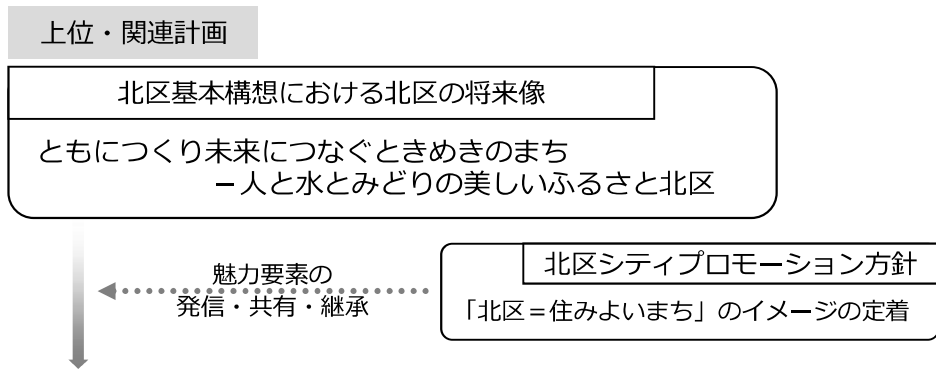 上位・関連計画
北区基本構想における北区の将来像
ともにつくり未来につなぐときめきのまち
－人と水とみどりの美しいふるさと北区
北区シティプロモーション方針
「北区＝住みよいまち」のイメージの定着
魅力要素の
発信・共有・継承